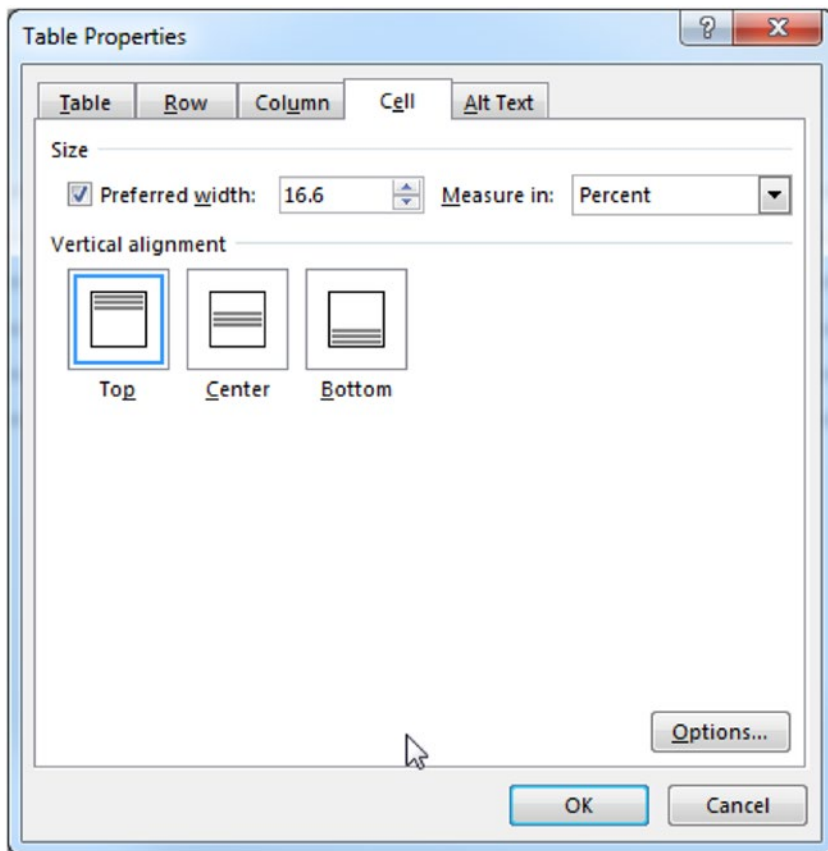 Table Properties
?
X
Table Row Column Cell Alt Text
Size
Preferred width: 16.6 Measure in: Percent
Vertical alignment
Top Center Bottom
Options...
OK Cancel